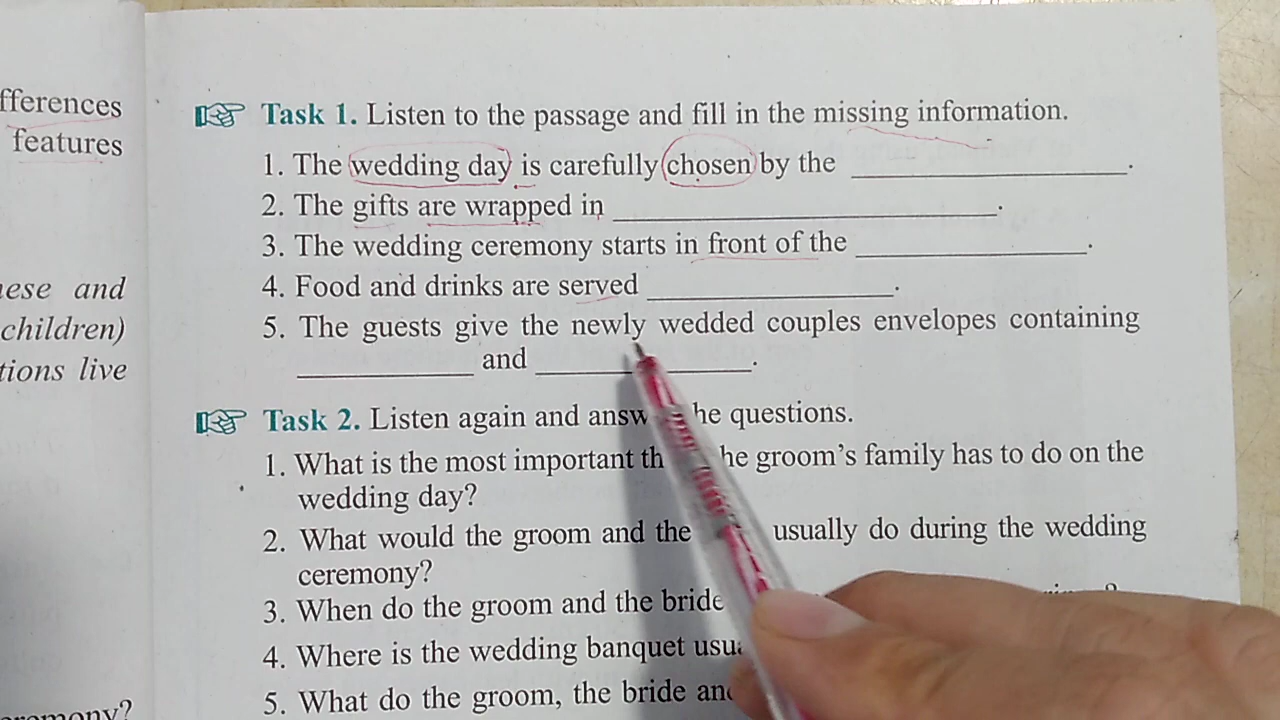 fferences
features
ese and
children)
tions live
Task 1. Listen to the passage and fill in the missing information.
1. The wedding day is carefully chosen by the ____________.
2. The gifts are wrapped in ____________.
3. The wedding ceremony starts in front of the ____________.
4. Food and drinks are served ____________.
5. The guests give the newly wedded couples envelopes containing
____________ and ____________.
Task 2. Listen again and answ he questions.
1. What is the most important th he groom's family has to do on the
wedding day?
2. What would the groom and the usually do during the wedding
ceremony?
3. When do the groom and the bride
4. Where is the wedding banquet usu
5. What do the groom, the bride an